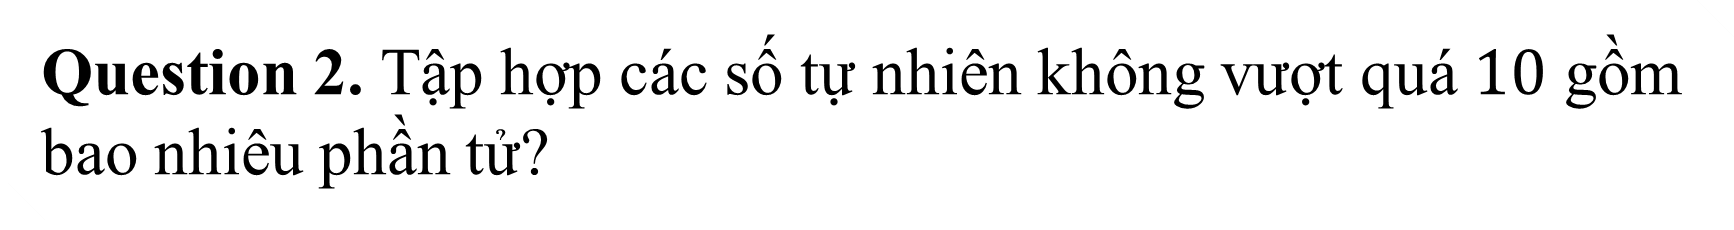 Question 2. Tập hợp các số tự nhiên không vượt quá 10 gồm
bao nhiêu phần tử?